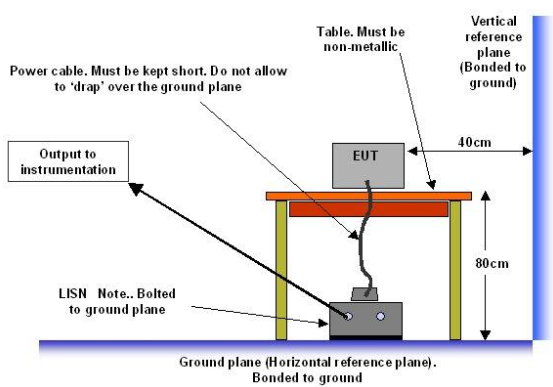 Vertical
reference
plane
(Bonded to
ground)
Table. Must be
non-metallic
Power cable. Must be kept short. Do not allow
to 'drap' over the ground plane
Output to
instrumentation
EUT
40cm
80cm
LISN Note.. Bolted
to ground plane
Ground plane (Horizontal reference plane).
Bonded to ground